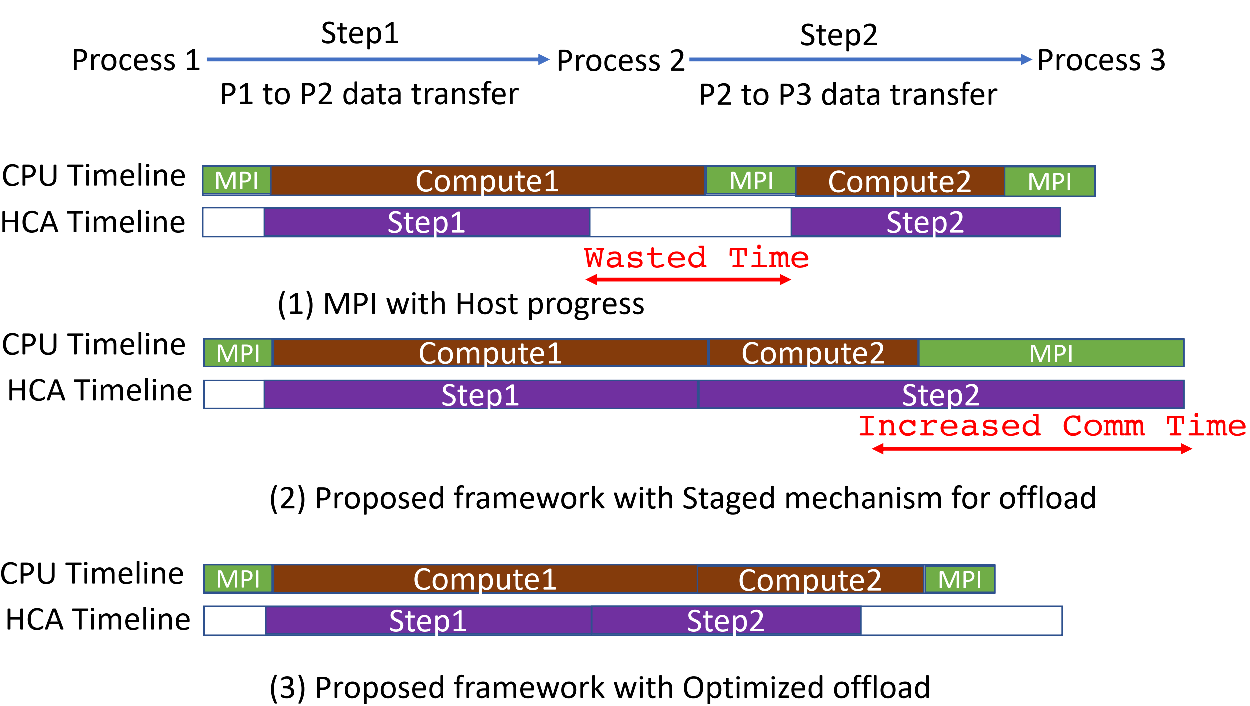 Step1
Step2
Process 1
Process 2
Process 3
P1 to P2 data transfer
P2 to P3 data transfer
CPU Timeline
MPI
Compute1
MPI
Compute2
MPI
HCA Timeline
Step1
Step2
Wasted Time
(1) MPI with Host progress
CPU Timeline
MPI
Compute1
Compute2
MPI
HCA Timeline
Step1
Step2
Increased Comm Time
(2) Proposed framework with Staged mechanism for offload
CPU Timeline
MPI
Compute1
Compute2
MPI
HCA Timeline
Step1
Step2
(3) Proposed framework with Optimized offload